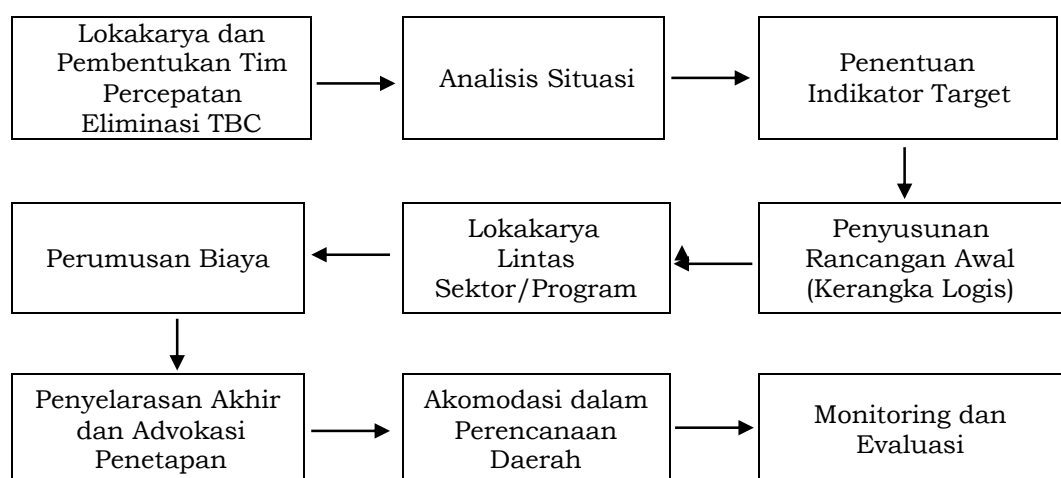 Lokakarya dan
Pembentukan Tim
Percepatan
Eliminasi TBC
Analisis Situasi
Penentuan
Indikator Target
Penyusunan
Rancangan Awal
(Kerangka Logis)
Lokakarya
Lintas
Sektor/Program
Perumusan Biaya
Penyelarasan Akhir
dan Advokasi
Penetapan
Akomodasi dalam
Perencanaan
Daerah
Monitoring dan
Evaluasi